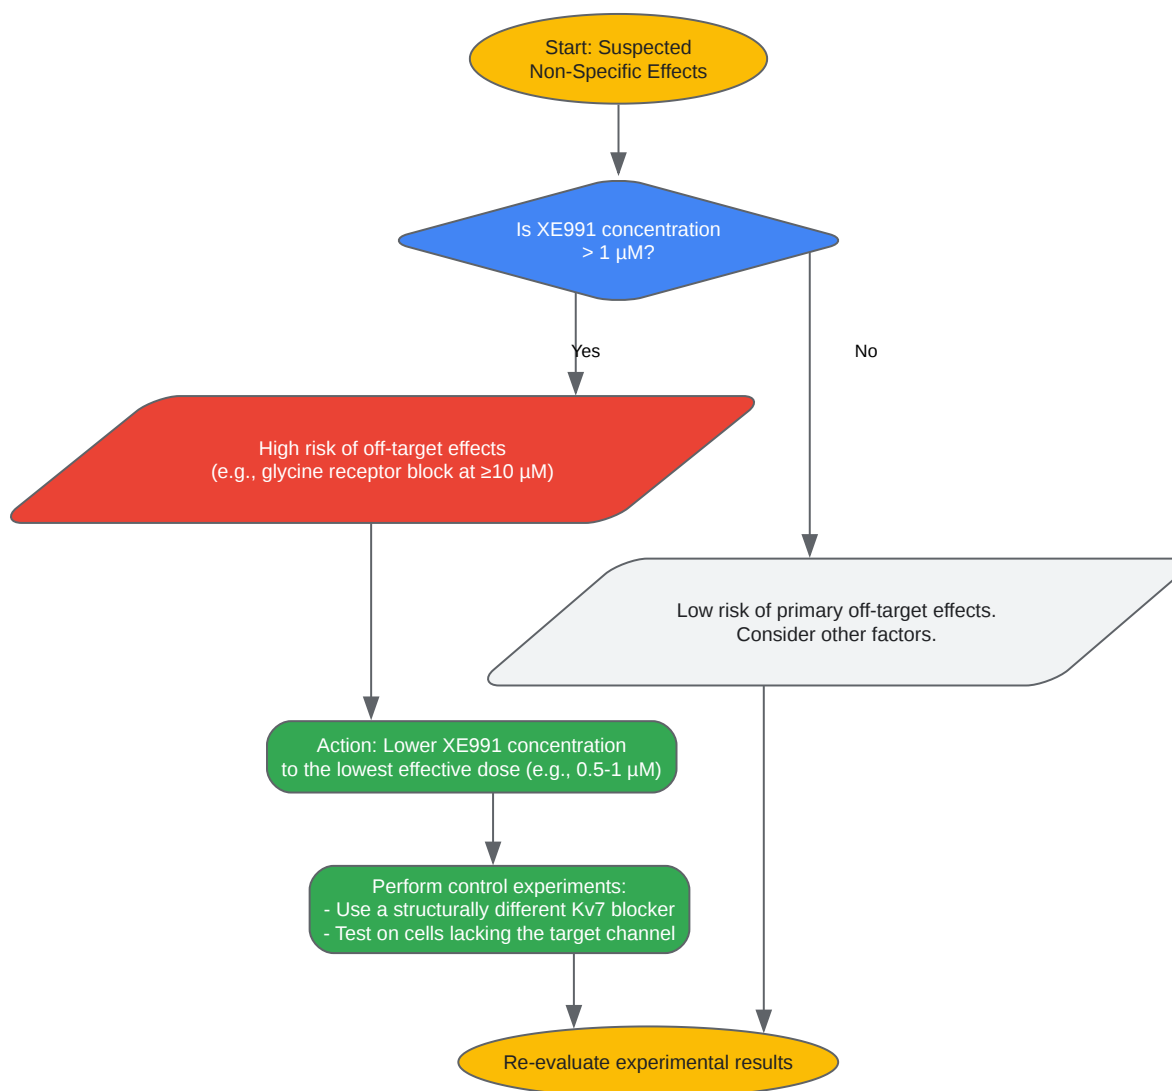 Start: Suspected
Non-Specific Effects
Is XE991 concentration
> 1 µM?
Yes
No
High risk of off-target effects
(e.g., glycine receptor block at ≥10 µM)
Low risk of primary off-target effects.
Consider other factors.
Action: Lower XE991 concentration
to the lowest effective dose (e.g., 0.5-1 µM)
Perform control experiments:
- Use a structurally different Kv7 blocker
- Test on cells lacking the target channel
Re-evaluate experimental results